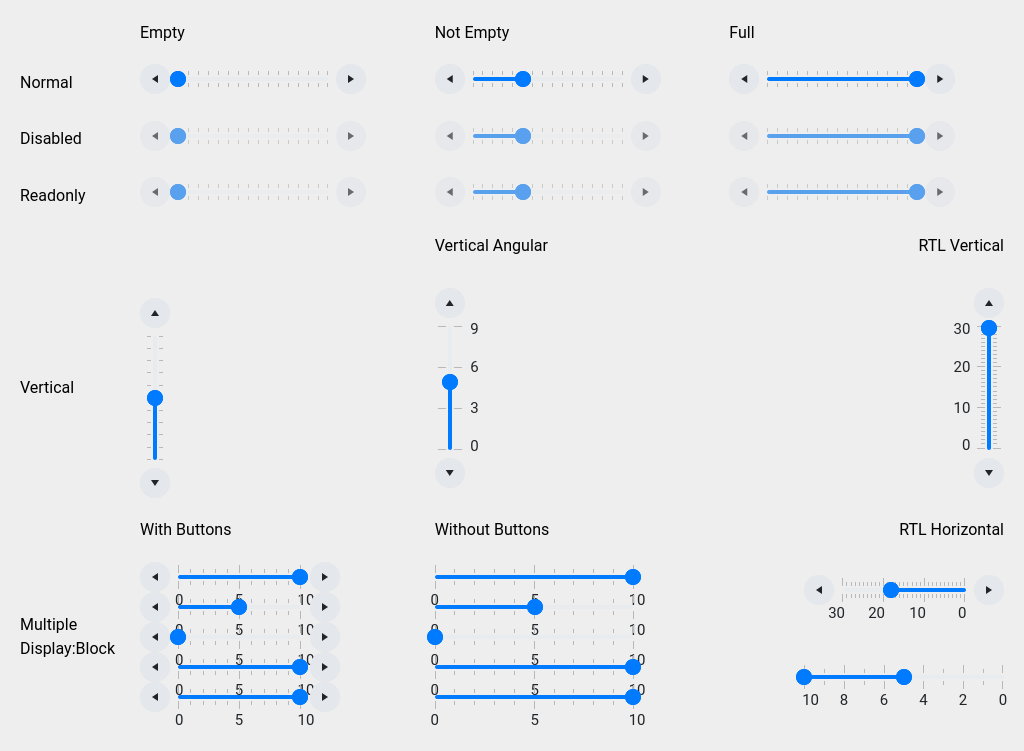 Empty Not Empty Full
Normal
Disabled
Readonly
Vertical Angular RTL Vertical
9 30
6 20
Vertical
3 10
0 0
With Buttons Without Buttons RTL Horizontal
0 5 10 0 5 10
30 20 10 0
0 5 10 0 5 10
Multiple
Display:Block
0 5 10 0 5 10
0 5 10 0 5 10
10 8 6 4 2 0
0 5 10 0 5 10